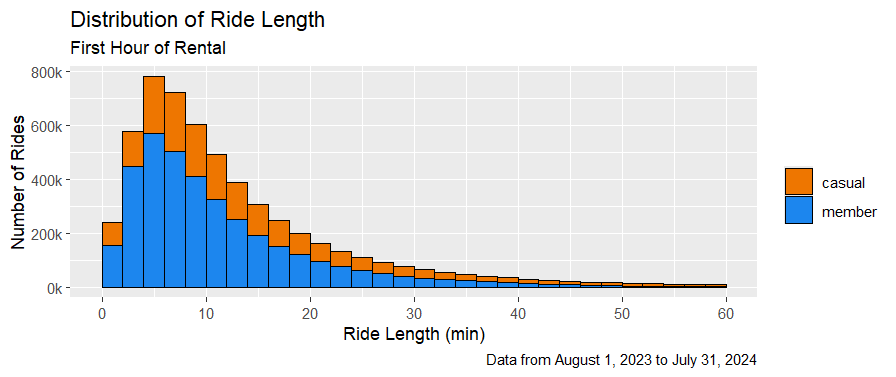 Distribution of Ride Length
First Hour of Rental
800k
600k
400k
200k
0k
Number of Rides
0 10 20 30 40 50 60
Ride Length (min)
casual
member
Data from August 1, 2023 to July 31, 2024